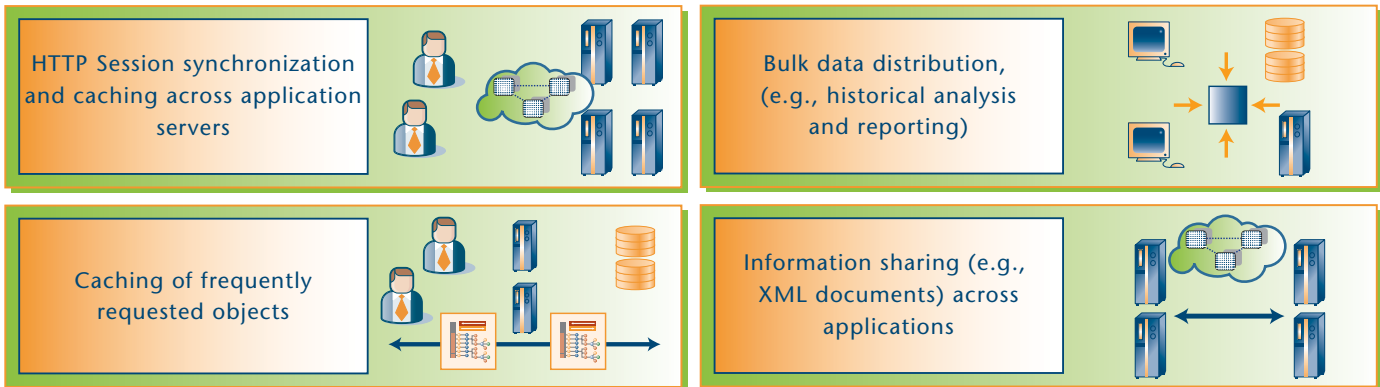 HTTP Session synchronization
and caching across application
servers
Bulk data distribution,
(e.g., historical analysis
and reporting)
Caching of frequently
requested objects
Information sharing (e.g.,
XML documents) across
applications